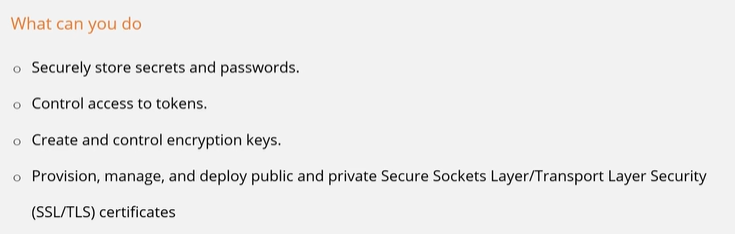 What can you do
o Securely store secrets and passwords.
o Control access to tokens.
o Create and control encryption keys.
o Provision, manage, and deploy public and private Secure Sockets Layer/Transport Layer Security
(SSL/TLS) certificates